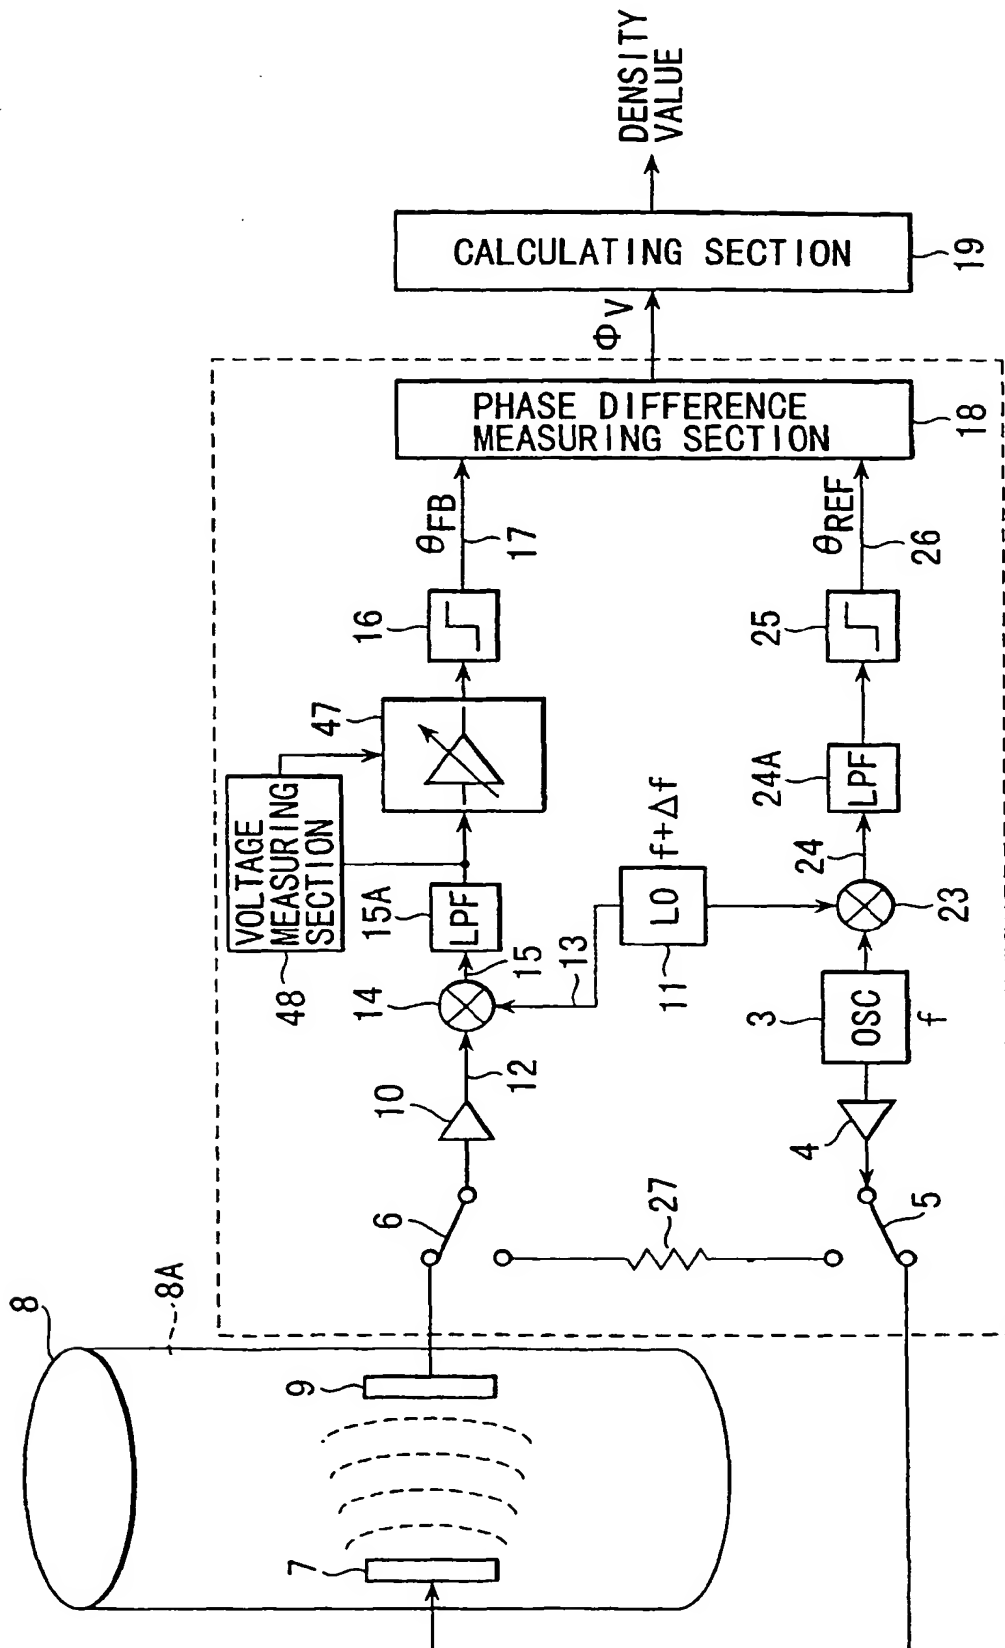 8
8A
7
9
6
10
12
14
15
15A
LPF
13
48
VOLTAGE
MEASURING
SECTION
47
16
θFB
17
27
11
LO
f+Δf
5
4
3
OSC
f
23
24
24A
LPF
25
θREF
26
PHASE DIFFERENCE
MEASURING SECTION
18
ΦV
CALCULATING SECTION
19
DENSITY
VALUE